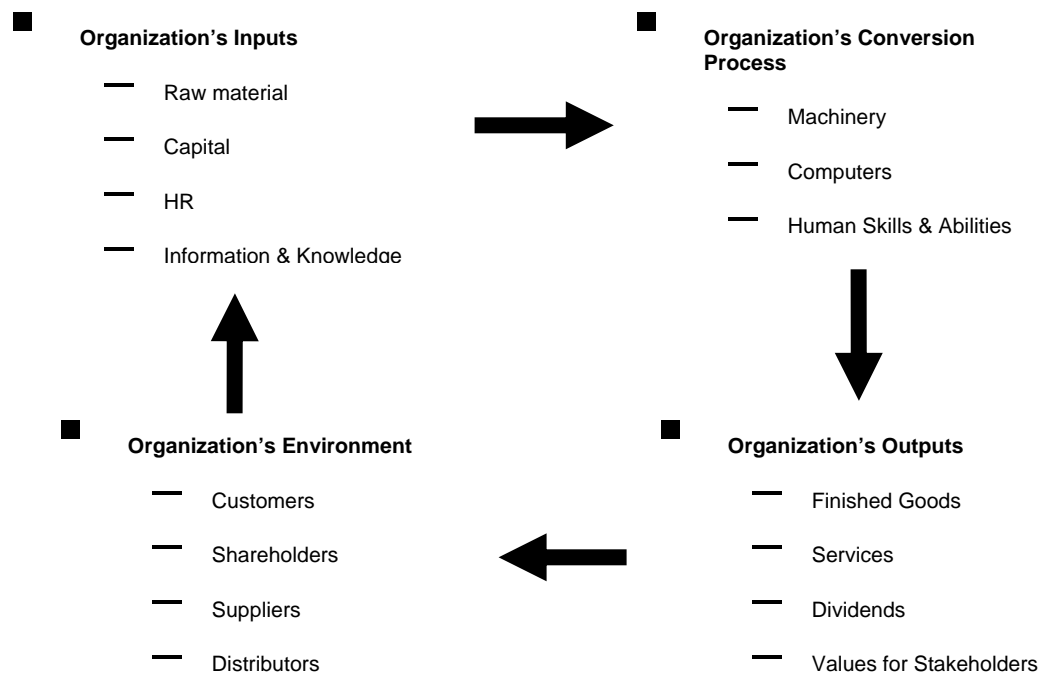 Organization’s Inputs
— Raw material
— Capital
— HR
— Information & Knowledge
Organization’s Conversion
Process
— Machinery
— Computers
— Human Skills & Abilities
Organization’s Environment
— Customers
— Shareholders
— Suppliers
— Distributors
Organization’s Outputs
— Finished Goods
— Services
— Dividends
— Values for Stakeholders